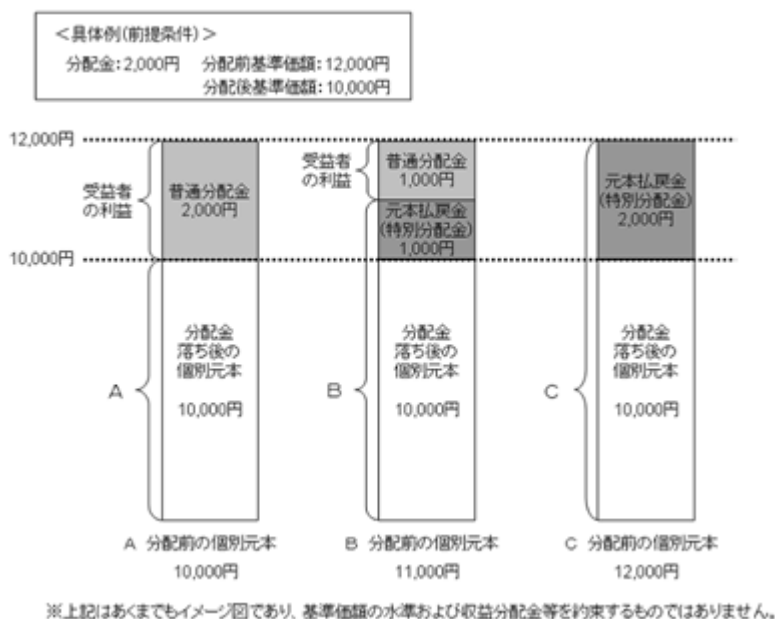 ＜具体例(前提条件)＞
分配金：2,000円　分配前基準価額：12,000円
分配後基準価額：10,000円
12,000円
10,000円
受益者
の利益
普通分配金
2,000円
分配金
落ち後の
個別元本
10,000円
A
A 分配前の個別元本
10,000円
受益者
の利益
普通分配金
1,000円
元本払戻金
(特別分配金)
1,000円
分配金
落ち後の
個別元本
10,000円
B
B 分配前の個別元本
11,000円
元本払戻金
(特別分配金)
2,000円
分配金
落ち後の
個別元本
10,000円
C
C 分配前の個別元本
12,000円
※上記はあくまでもイメージ図であり、基準価額の水準および収益分配金等を約束するものではありません。